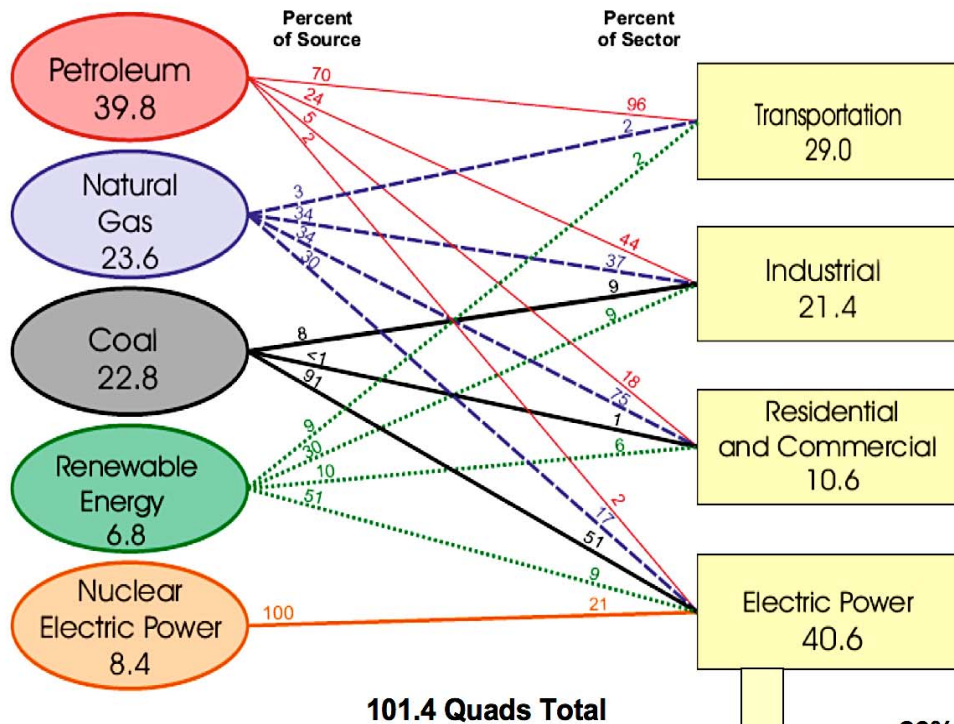 Percent
of Source
Percent
of Sector
Petroleum
39.8
Natural
Gas
23.6
Coal
22.8
Renewable
Energy
6.8
Nuclear
Electric Power
8.4
70
24
5
2
3
34
34
30
8
<1
91
9
30
10
51
100
96
2
2
44
37
9
9
18
75
1
6
2
17
51
9
21
Transportation
29.0
Industrial
21.4
Residential
and Commercial
10.6
Electric Power
40.6
101.4 Quads Total